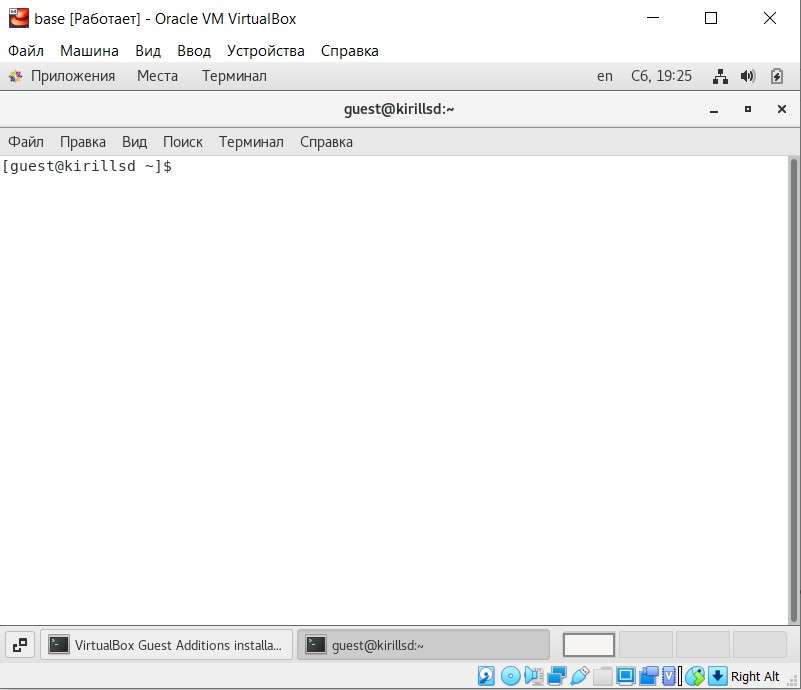 base [Работает] - Oracle VM VirtualBox
Файл Машина Вид Ввод Устройства Справка
Приложения Места Терминал en Сб, 19:25
guest@kirillsd:~
Файл Правка Вид Поиск Терминал Справка
[guest@kirillsd ~]$
VirtualBox Guest Additions installa... guest@kirillsd:~
Right Alt